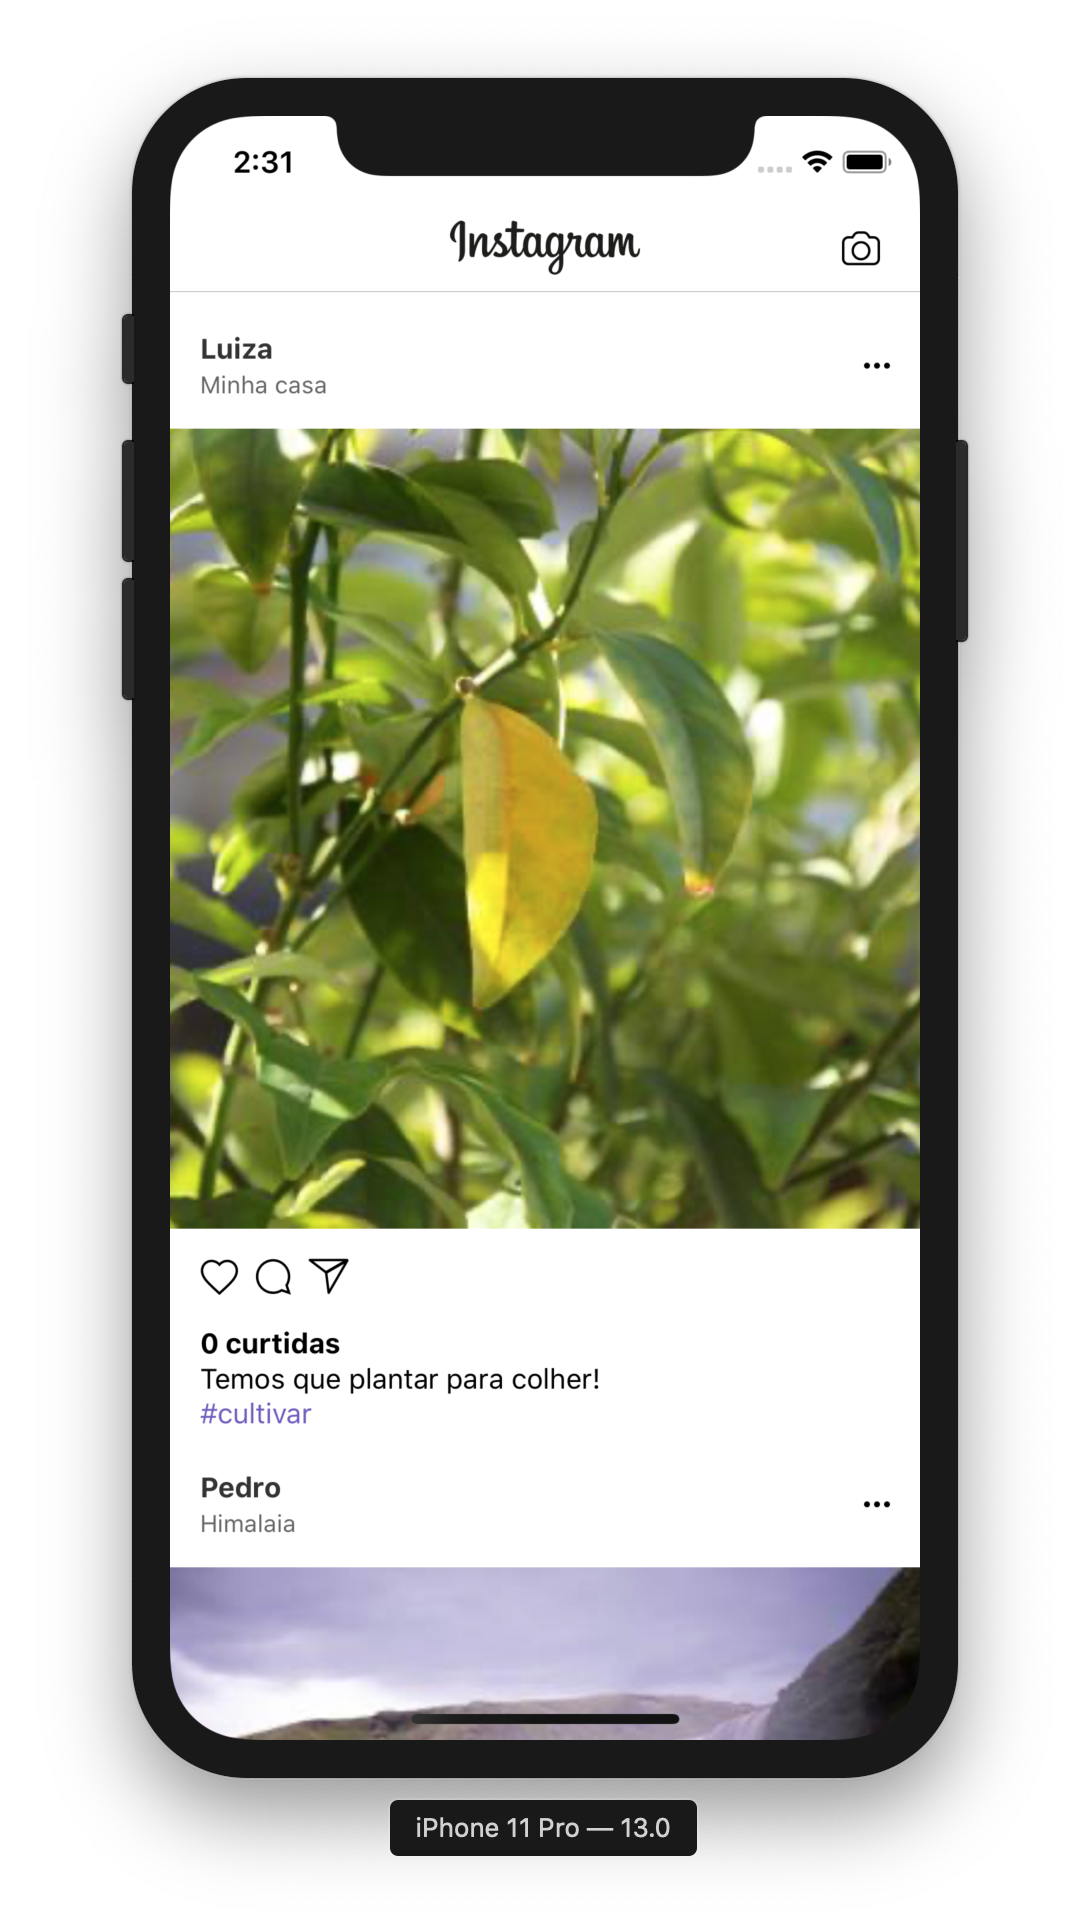 2:31
Instagram
Luiza
Minha casa
0 curtidas
Temos que plantar para colher!
#cultivar
Pedro
Himalaia
iPhone 11 Pro — 13.0